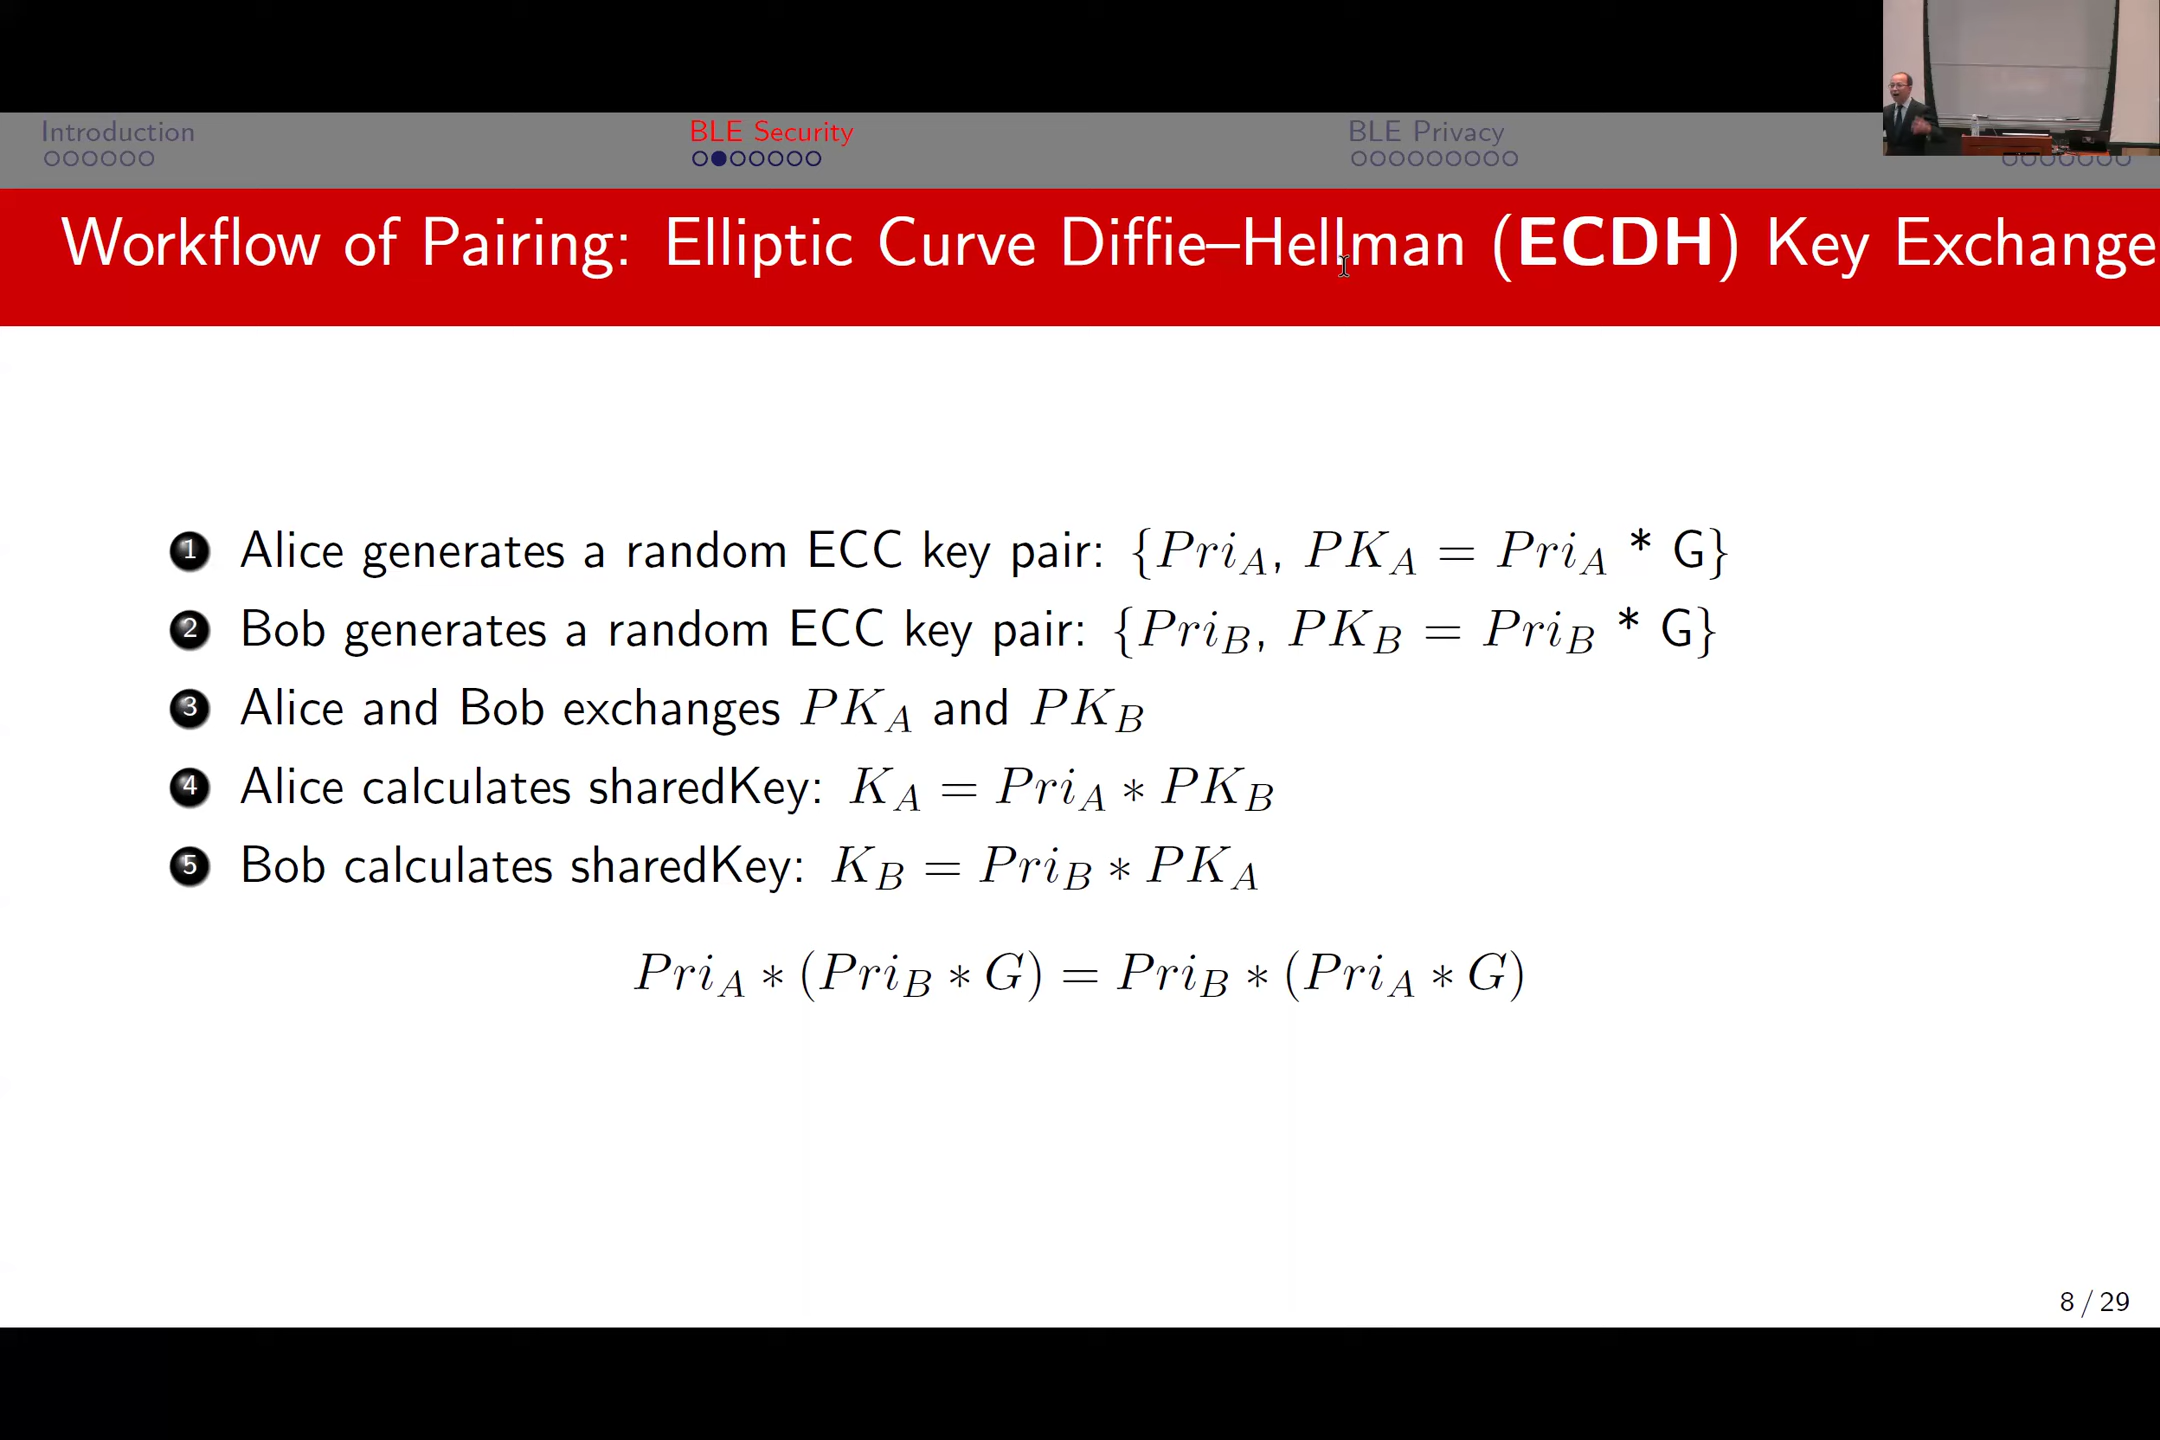 Introduction
BLE Security
BLE Privacy
Workflow of Pairing: Elliptic Curve Diffie–Hellman (ECDH) Key Exchange
1 Alice generates a random ECC key pair: {Pri_A, PK_A = Pri_A * G}
2 Bob generates a random ECC key pair: {Pri_B, PK_B = Pri_B * G}
3 Alice and Bob exchanges PK_A and PK_B
4 Alice calculates sharedKey: K_A = Pri_A * PK_B
5 Bob calculates sharedKey: K_B = Pri_B * PK_A
Pri_A * (Pri_B * G) = Pri_B * (Pri_A * G)
8 / 29